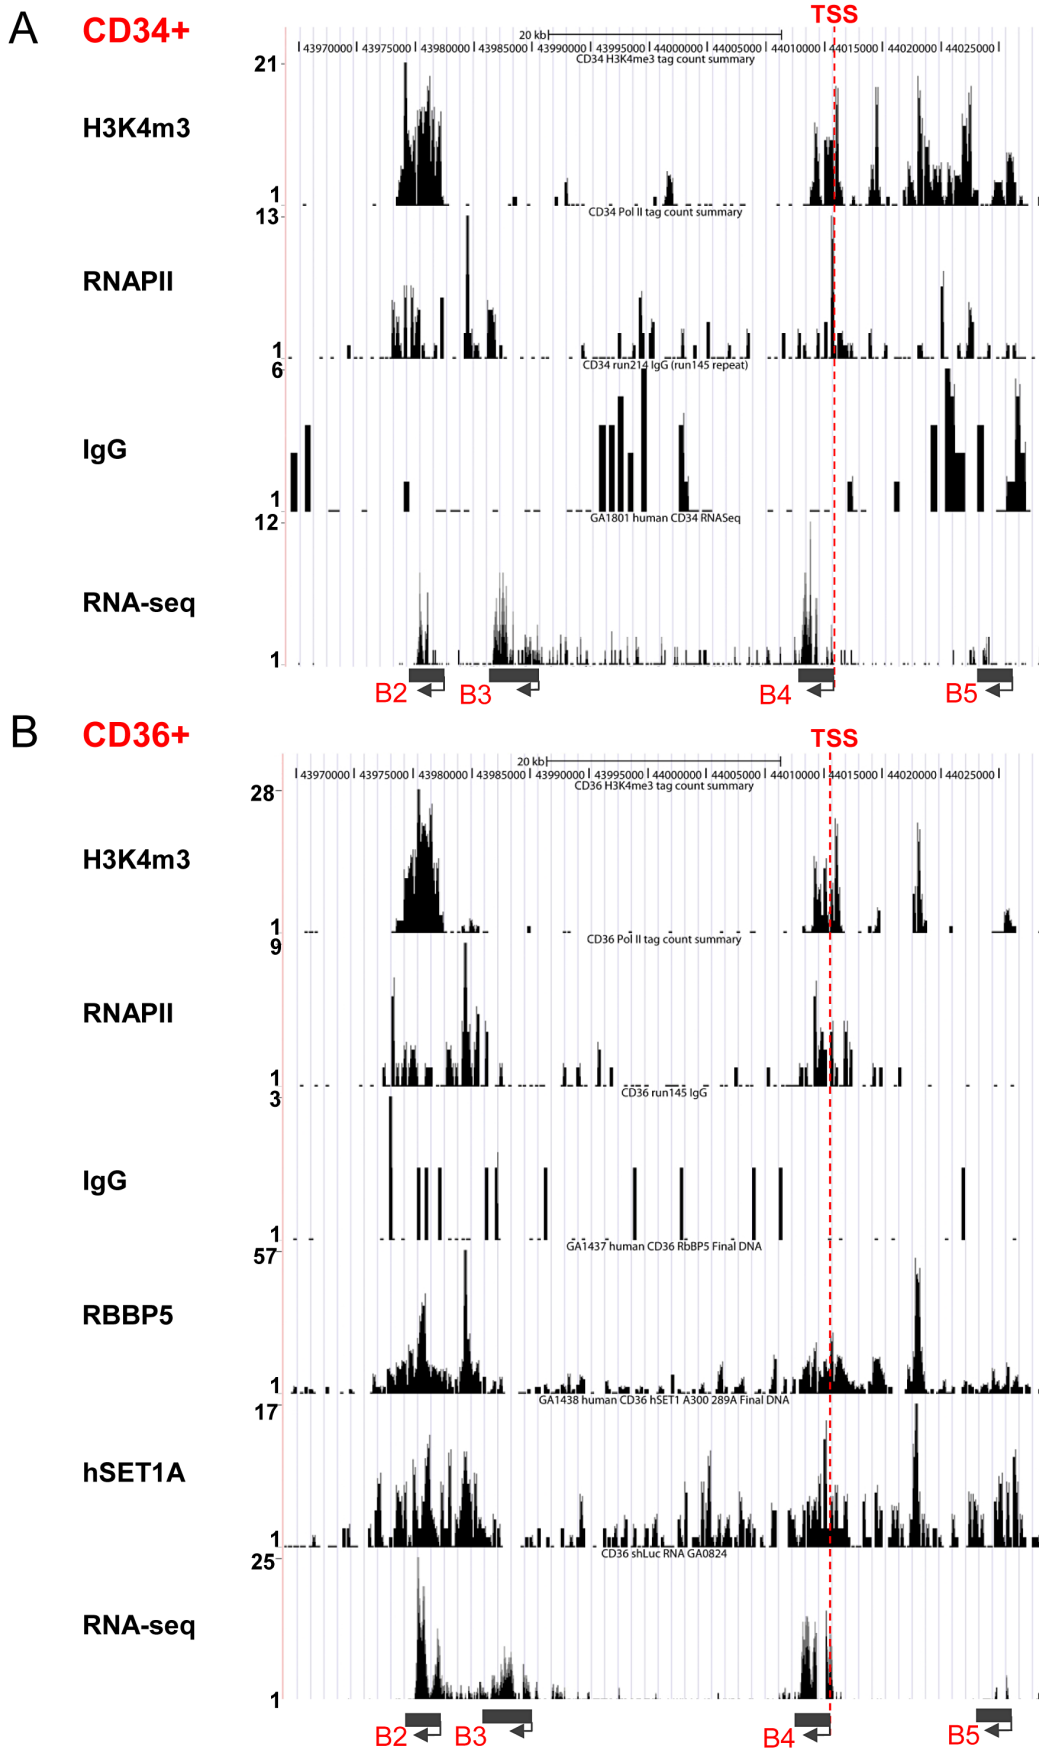 A CD34+ TSS
20 kb
43970000 43975000 43980000 43985000 43990000 43995000 44000000 44005000 44010000 44015000 44020000 44025000
CD34 H3K4me3 tag count summary
21
H3K4m3
1
CD34 Pol II tag count summary
13
RNAPII
1
CD34 run214 IgG (run145 repeat)
6
IgG
1
GA1801 human CD34 RNASeq
12
RNA-seq
1
B2 B3 B4 B5
B CD36+ TSS
20 kb
43970000 43975000 43980000 43985000 43990000 43995000 44000000 44005000 44010000 44015000 44020000 44025000
CD36 H3K4me3 tag count summary
28
H3K4m3
1
CD36 Pol II tag count summary
9
RNAPII
1
CD36 run145 IgG
3
IgG
1
GA1437 human CD36 RbBP5 Final DNA
57
RBBP5
1
GA1438 human CD36 hSET1 A300 289A Final DNA
17
hSET1A
1
CD36 shLuc RNA GA0824
25
RNA-seq
1
B2 B3 B4 B5